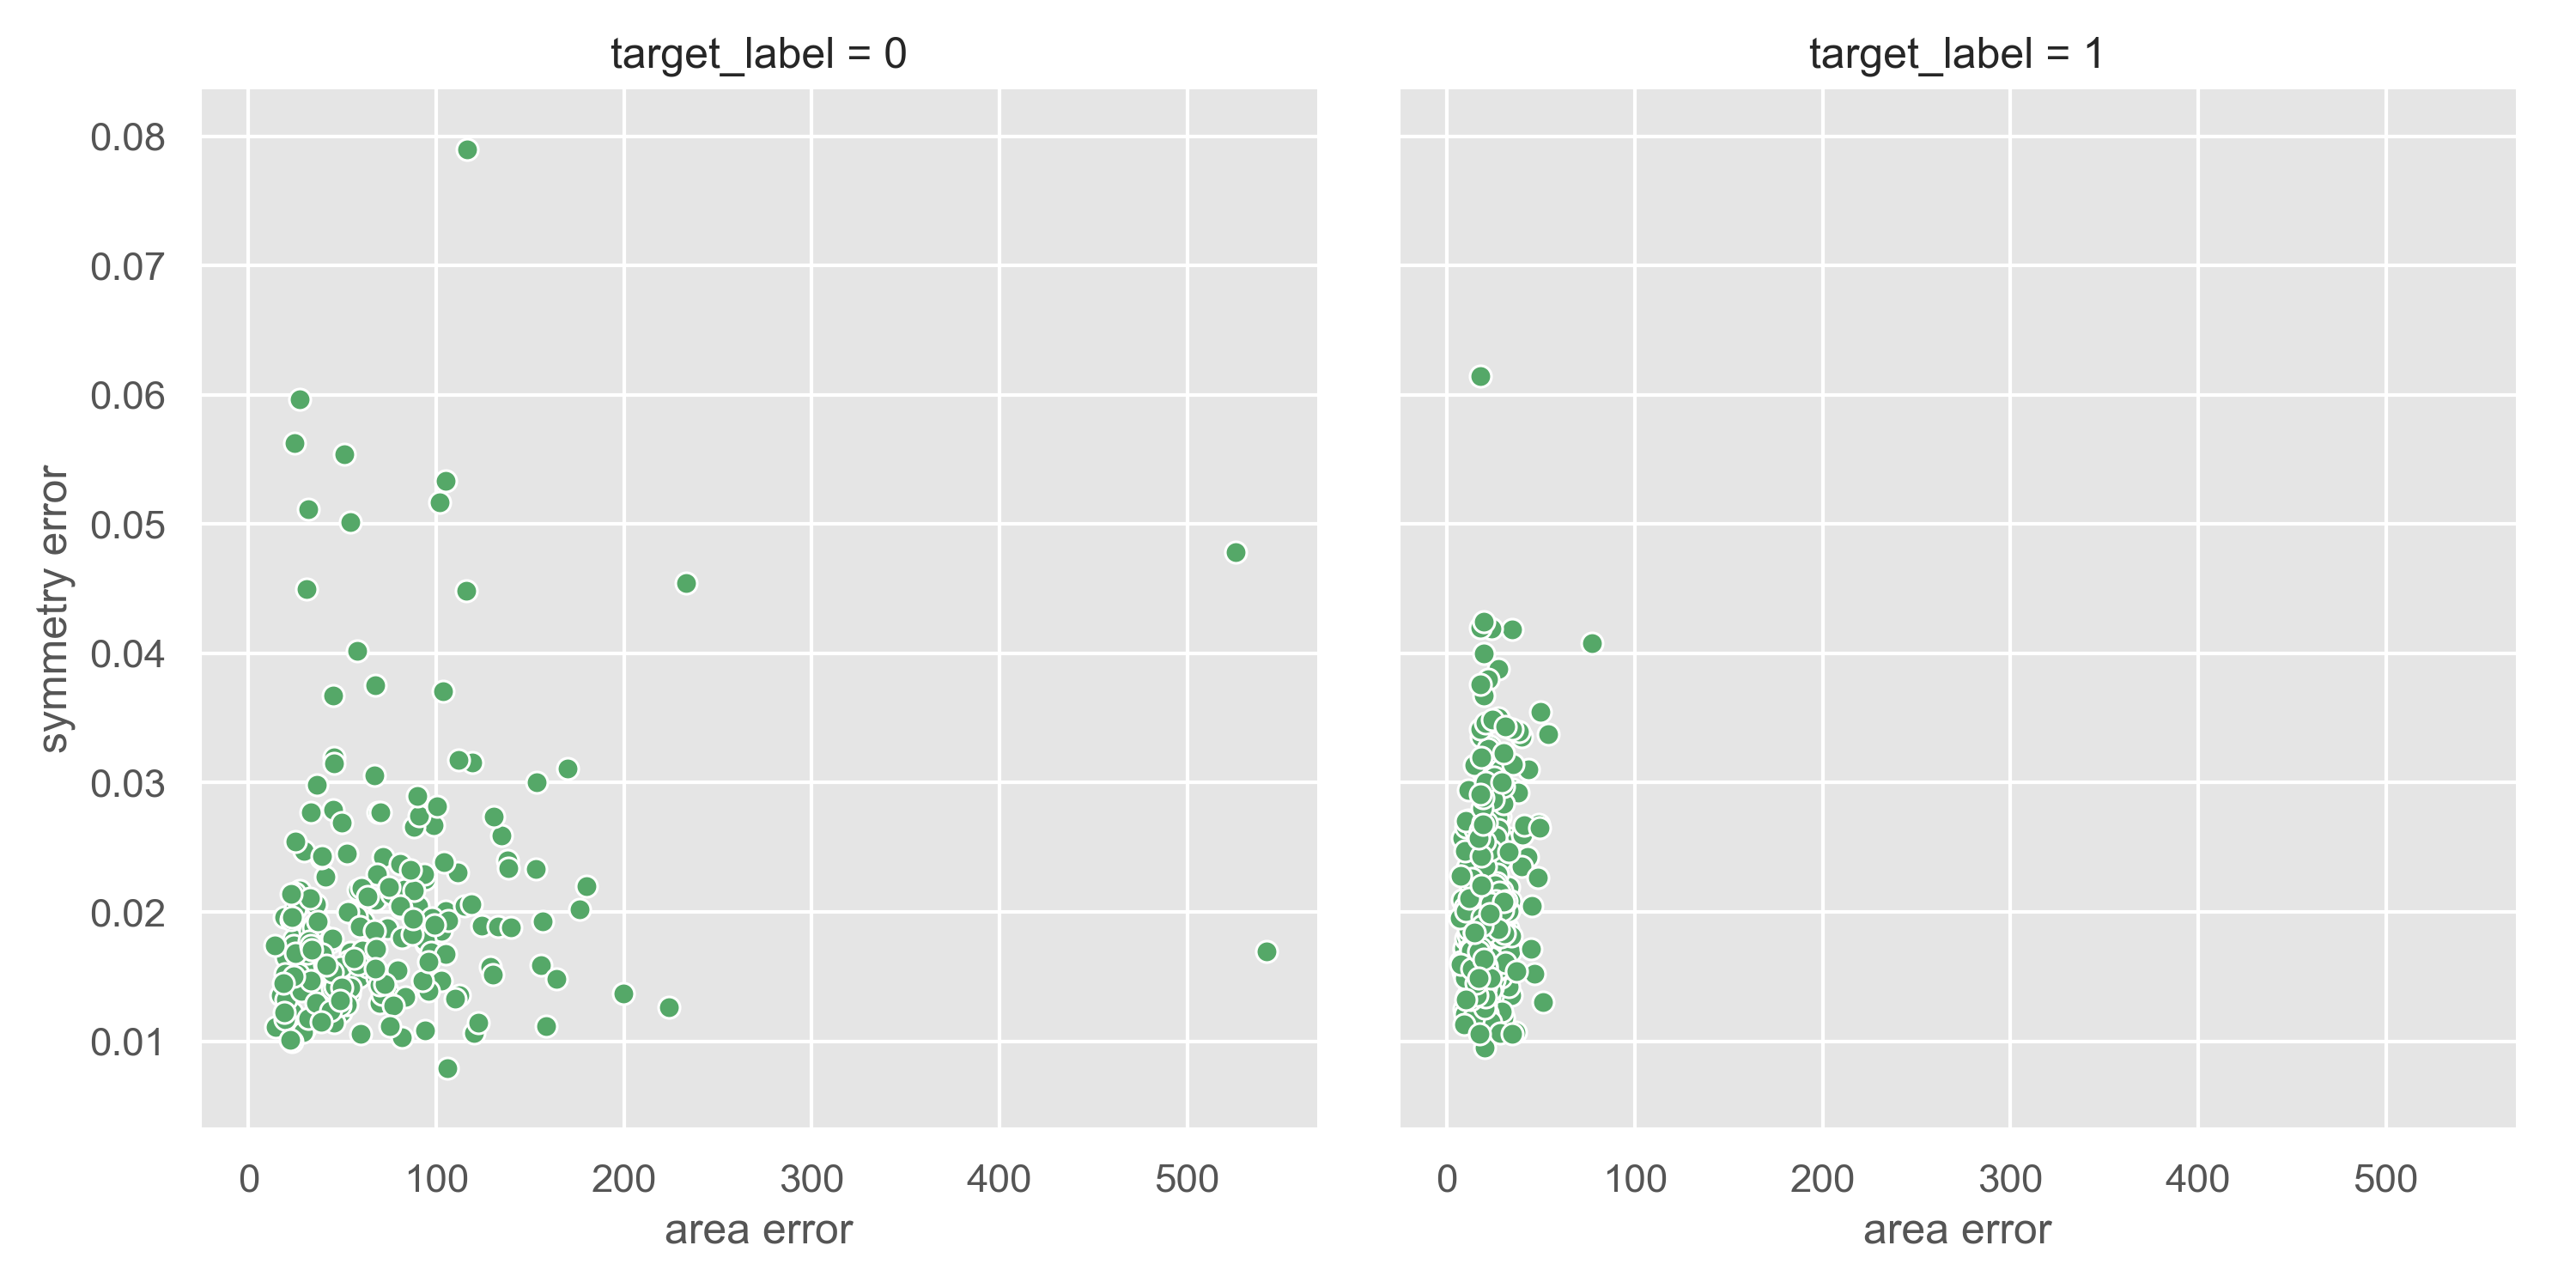 target_label = 0
target_label = 1
0.08
0.07
0.06
0.05
0.04
0.03
0.02
0.01
symmetry error
0 100 200 300 400 500
0 100 200 300 400 500
area error
area error